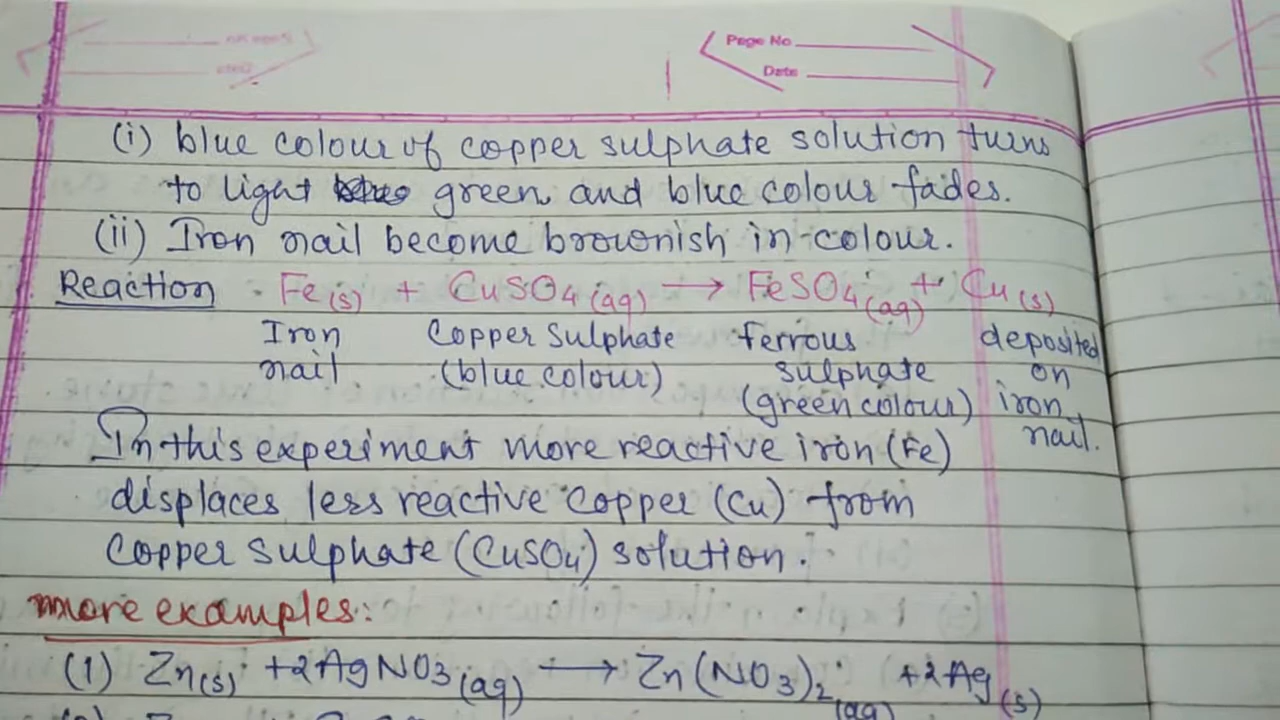 Page No
Date
(i) blue colour of copper sulphate solution turns
to light green and blue colour fades.
(ii) Iron nail become brownish in colour.
Reaction - Fe(s) + CuSO4(aq) → FeSO4(aq) + Cu(s)
Iron Copper Sulphate ferrous deposited
nail (blue colour) sulphate on
(green colour) iron
nail.
In this experiment more reactive iron (Fe)
displaces less reactive Copper (Cu) from
Copper Sulphate (CuSO4) solution.
more examples:
(1) Zn(s) + 2AgNO3(aq) → Zn(NO3)2(aq) + 2Ag(s)